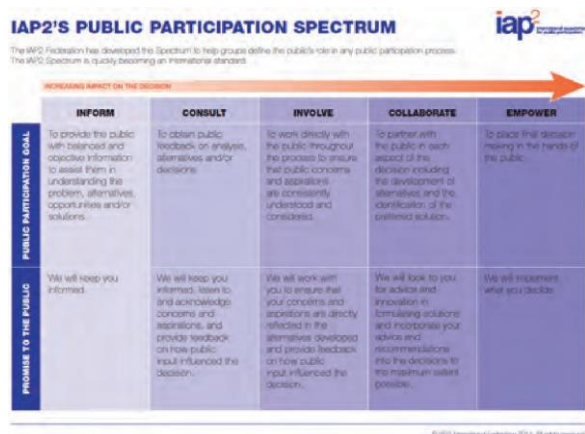 IAP2'S PUBLIC PARTICIPATION SPECTRUM
iap2
The IAP2 Federation has developed the Spectrum to help groups define the public's role in any public participation process.
The IAP2 Spectrum is quickly becoming an international standard.
INCREASING IMPACT ON THE DECISION
INFORM
CONSULT
INVOLVE
COLLABORATE
EMPOWER
PUBLIC PARTICIPATION GOAL
To provide the public
with balanced and
objective information
to assist them in
understanding the
problem, alternatives,
opportunities and/or
solutions.
To obtain public
feedback on analysis,
alternatives and/or
decisions.
To work directly with
the public throughout
the process to ensure
that public concerns
and aspirations
are consistently
understood and
considered.
To partner with
the public in each
aspect of the
decision including
the development of
alternatives and the
identification of the
preferred solution.
To place final decision
making in the hands of
the public.
PROMISE TO THE PUBLIC
We will keep you
informed.
We will keep you
informed, listen to
and acknowledge
concerns and
aspirations, and
provide feedback
on how public
input influenced the
decision.
We will work with
you to ensure that
your concerns and
aspirations are directly
reflected in the
alternatives developed
and provide feedback
on how public
input influenced the
decision.
We will look to you
for advice and
innovation in
formulating solutions
and incorporate your
advice and
recommendations
into the decisions to
the maximum extent
possible.
We will implement
what you decide.